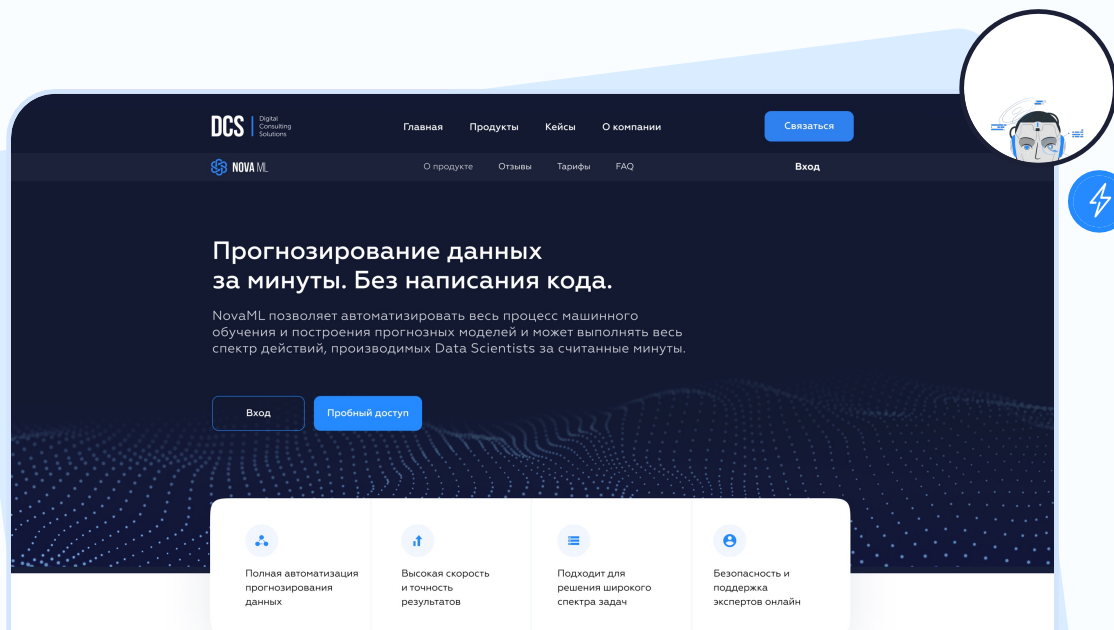 DCS
Digital
Consulting
Solutions
Главная Продукты Кейсы О компании
Связаться
NOVA ML
О продукте Отзывы Тарифы FAQ
Вход
Прогнозирование данных
за минуты. Без написания кода.
NovaML позволяет автоматизировать весь процесс машинного
обучения и построения прогнозных моделей и может выполнять весь
спектр действий, производимых Data Scientists за считанные минуты.
Вход
Пробный доступ
Полная автоматизация
прогнозирования
данных
Высокая скорость
и точность
результатов
Подходит для
решения широкого
спектра задач
Безопасность и
поддержка
экспертов онлайн